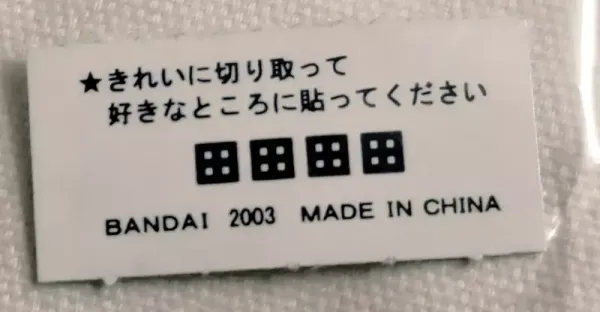 ★きれいに切り取って
好きなところに貼ってください
BANDAI 2003 MADE IN CHINA